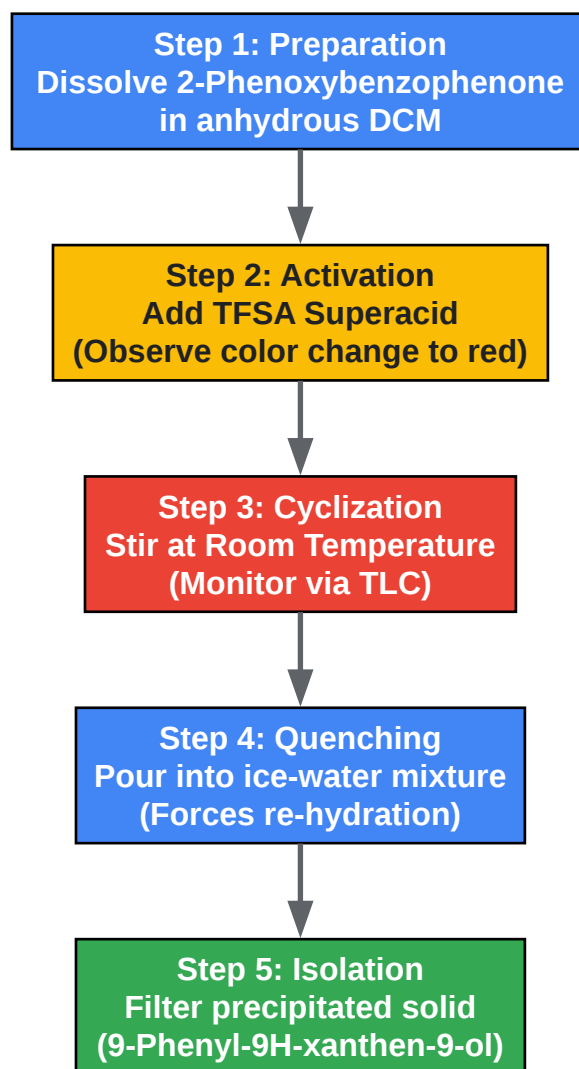 Step 1: Preparation
Dissolve 2-Phenoxybenzophenone
in anhydrous DCM
Step 2: Activation
Add TFSA Superacid
(Observe color change to red)
Step 3: Cyclization
Stir at Room Temperature
(Monitor via TLC)
Step 4: Quenching
Pour into ice-water mixture
(Forces re-hydration)
Step 5: Isolation
Filter precipitated solid
(9-Phenyl-9H-xanthen-9-ol)